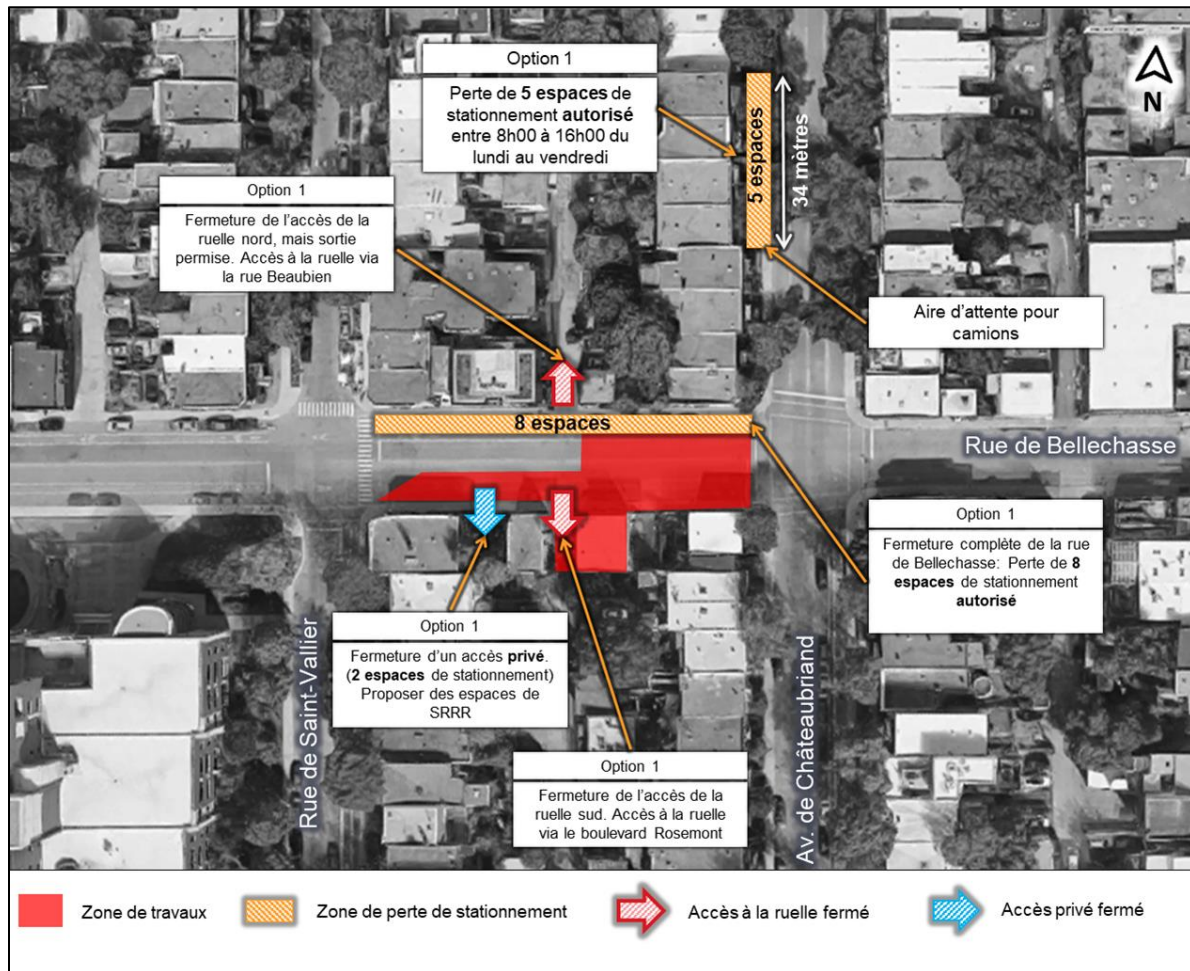 Option 1
Perte de 5 espaces de
stationnement autorisé
entre 8h00 à 16h00 du
lundi au vendredi
N
5 espaces
34 mètres
Option 1
Fermeture de l'accès de la
ruelle nord, mais sortie
permise. Accès à la ruelle via
la rue Beaubien
Aire d'attente pour
camions
8 espaces
Rue de Bellechasse
Option 1
Fermeture complète de la rue
de Bellechasse: Perte de 8
espaces de stationnement
autorisé
Option 1
Fermeture d'un accès privé.
(2 espaces de stationnement)
Proposer des espaces de
SRRR
Rue de Saint-Vallier
Av. de Châteaubriand
Option 1
Fermeture de l'accès de la
ruelle sud. Accès à la ruelle
via le boulevard Rosemont
Zone de travaux
Zone de perte de stationnement
Accès à la ruelle fermé
Accès privé fermé